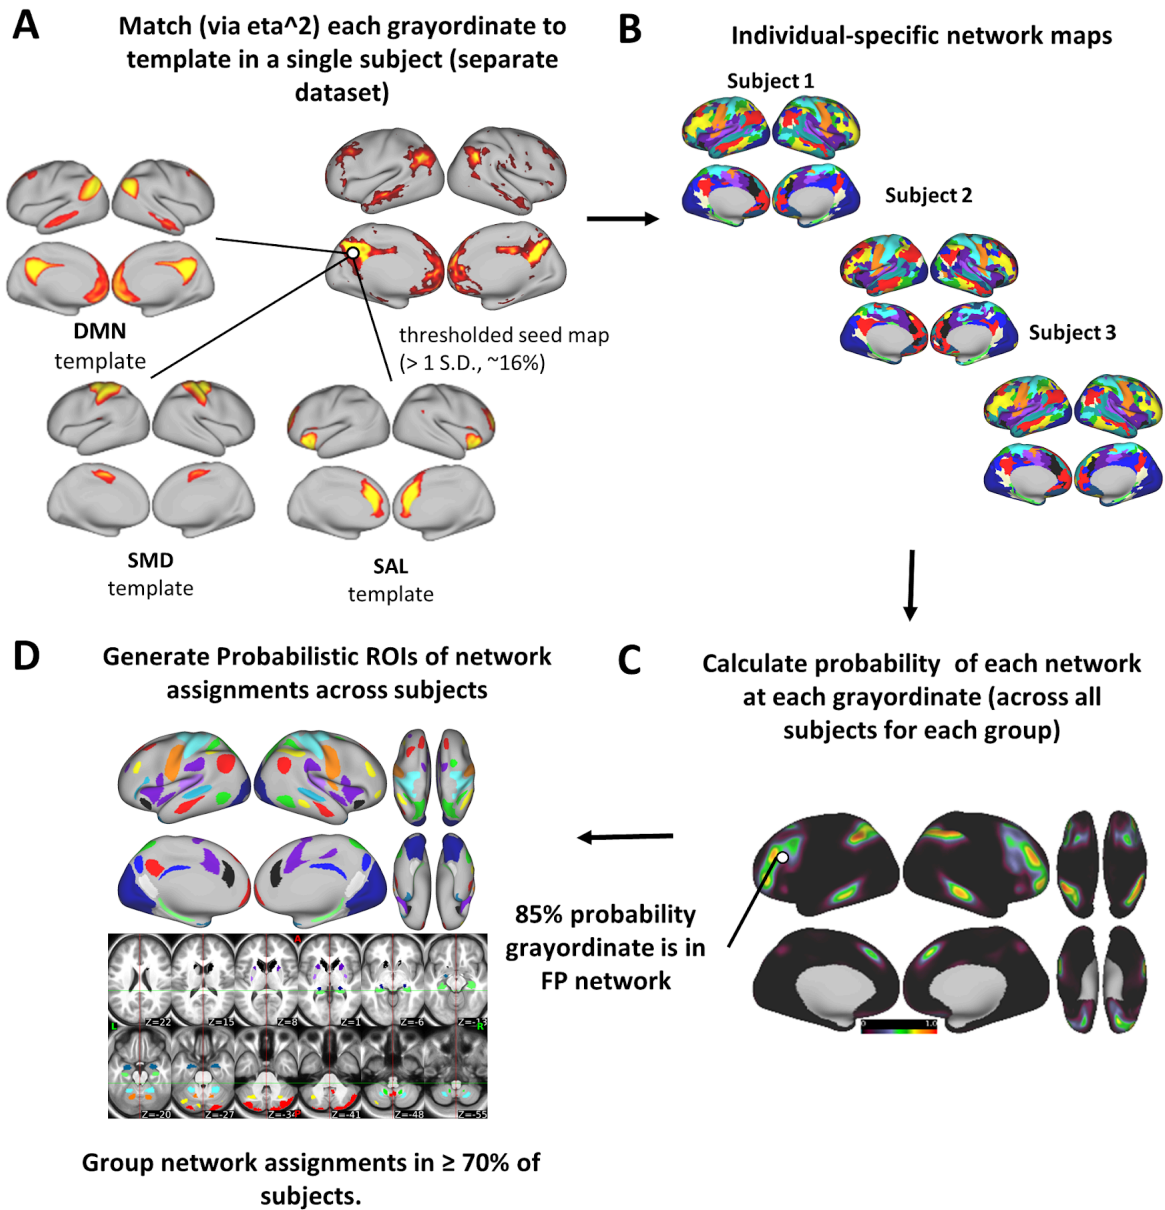 A
Match (via eta^2) each grayordinate to
template in a single subject (separate
dataset)
DMN
template
thresholded seed map
(> 1 S.D., ~16%)
SMD
template
SAL
template
B
Individual-specific network maps
Subject 1
Subject 2
Subject 3
C
Calculate probability of each network
at each grayordinate (across all
subjects for each group)
85% probability
grayordinate is in
FP network
0 1.0
D
Generate Probabilistic ROIs of network
assignments across subjects
A
Z=22 Z=15 Z=8 Z=1 Z=-6 Z=-13
L R
Z=-20 Z=-27 Z=-34 Z=-41 Z=-48 Z=-55
Group network assignments in ≥ 70% of
subjects.